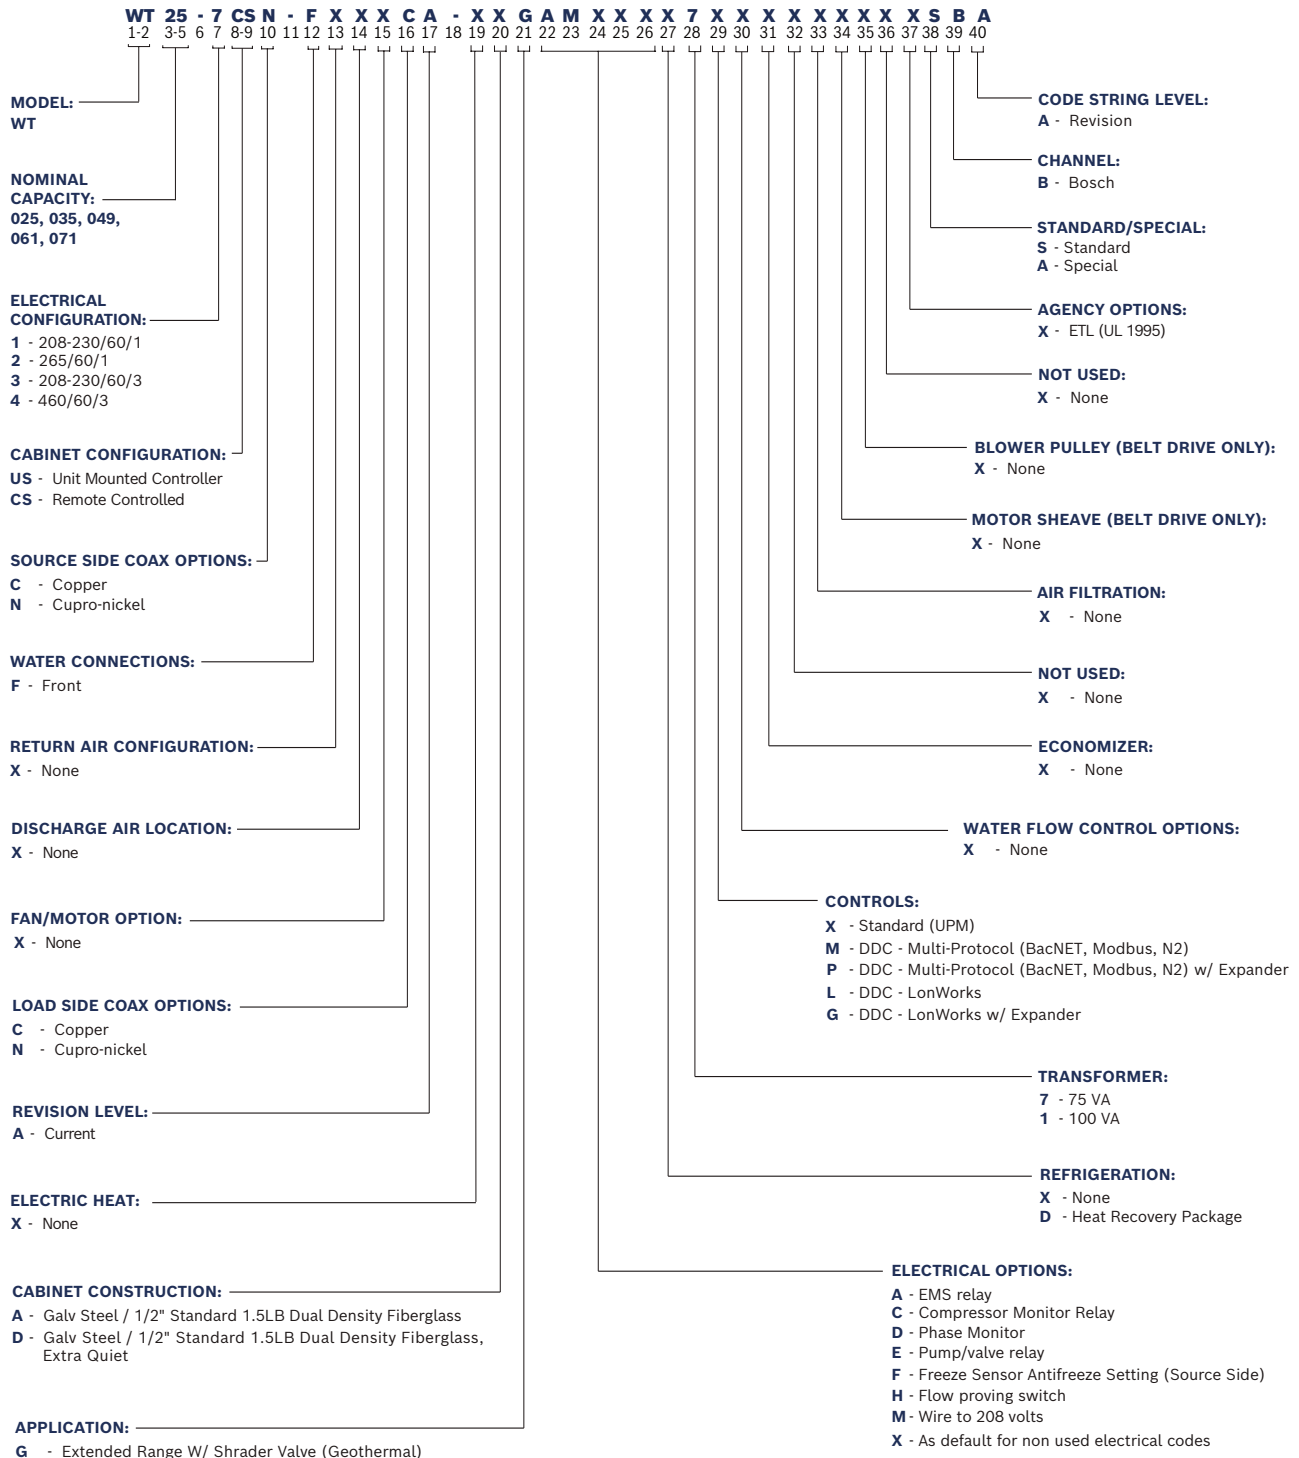 WT 25 - 7 CS N - F X X X C A - X X G A M X X X X 7 X X X X X X X X X S B A
1-2 3-5 6 7 8-9 10 11 12 13 14 15 16 17 18 19 20 21 22 23 24 25 26 27 28 29 30 31 32 33 34 35 36 37 38 39 40
MODEL:
WT
NOMINAL
CAPACITY:
025, 035, 049,
061, 071
ELECTRICAL
CONFIGURATION:
1 - 208-230/60/1
2 - 265/60/1
3 - 208-230/60/3
4 - 460/60/3
CABINET CONFIGURATION:
US - Unit Mounted Controller
CS - Remote Controlled
SOURCE SIDE COAX OPTIONS:
C - Copper
N - Cupro-nickel
WATER CONNECTIONS:
F - Front
RETURN AIR CONFIGURATION:
X - None
DISCHARGE AIR LOCATION:
X - None
FAN/MOTOR OPTION:
X - None
LOAD SIDE COAX OPTIONS:
C - Copper
N - Cupro-nickel
REVISION LEVEL:
A - Current
ELECTRIC HEAT:
X - None
CABINET CONSTRUCTION:
A - Galv Steel / 1/2" Standard 1.5LB Dual Density Fiberglass
D - Galv Steel / 1/2" Standard 1.5LB Dual Density Fiberglass,
Extra Quiet
APPLICATION:
G - Extended Range W/ Shrader Valve (Geothermal)
CODE STRING LEVEL:
A - Revision
CHANNEL:
B - Bosch
STANDARD/SPECIAL:
S - Standard
A - Special
AGENCY OPTIONS:
X - ETL (UL 1995)
NOT USED:
X - None
BLOWER PULLEY (BELT DRIVE ONLY):
X - None
MOTOR SHEAVE (BELT DRIVE ONLY):
X - None
AIR FILTRATION:
X - None
NOT USED:
X - None
ECONOMIZER:
X - None
WATER FLOW CONTROL OPTIONS:
X - None
CONTROLS:
X - Standard (UPM)
M - DDC - Multi-Protocol (BacNET, Modbus, N2)
P - DDC - Multi-Protocol (BacNET, Modbus, N2) w/ Expander
L - DDC - LonWorks
G - DDC - LonWorks w/ Expander
TRANSFORMER:
7 - 75 VA
1 - 100 VA
REFRIGERATION:
X - None
D - Heat Recovery Package
ELECTRICAL OPTIONS:
A - EMS relay
C - Compressor Monitor Relay
D - Phase Monitor
E - Pump/valve relay
F - Freeze Sensor Antifreeze Setting (Source Side)
H - Flow proving switch
M - Wire to 208 volts
X - As default for non used electrical codes